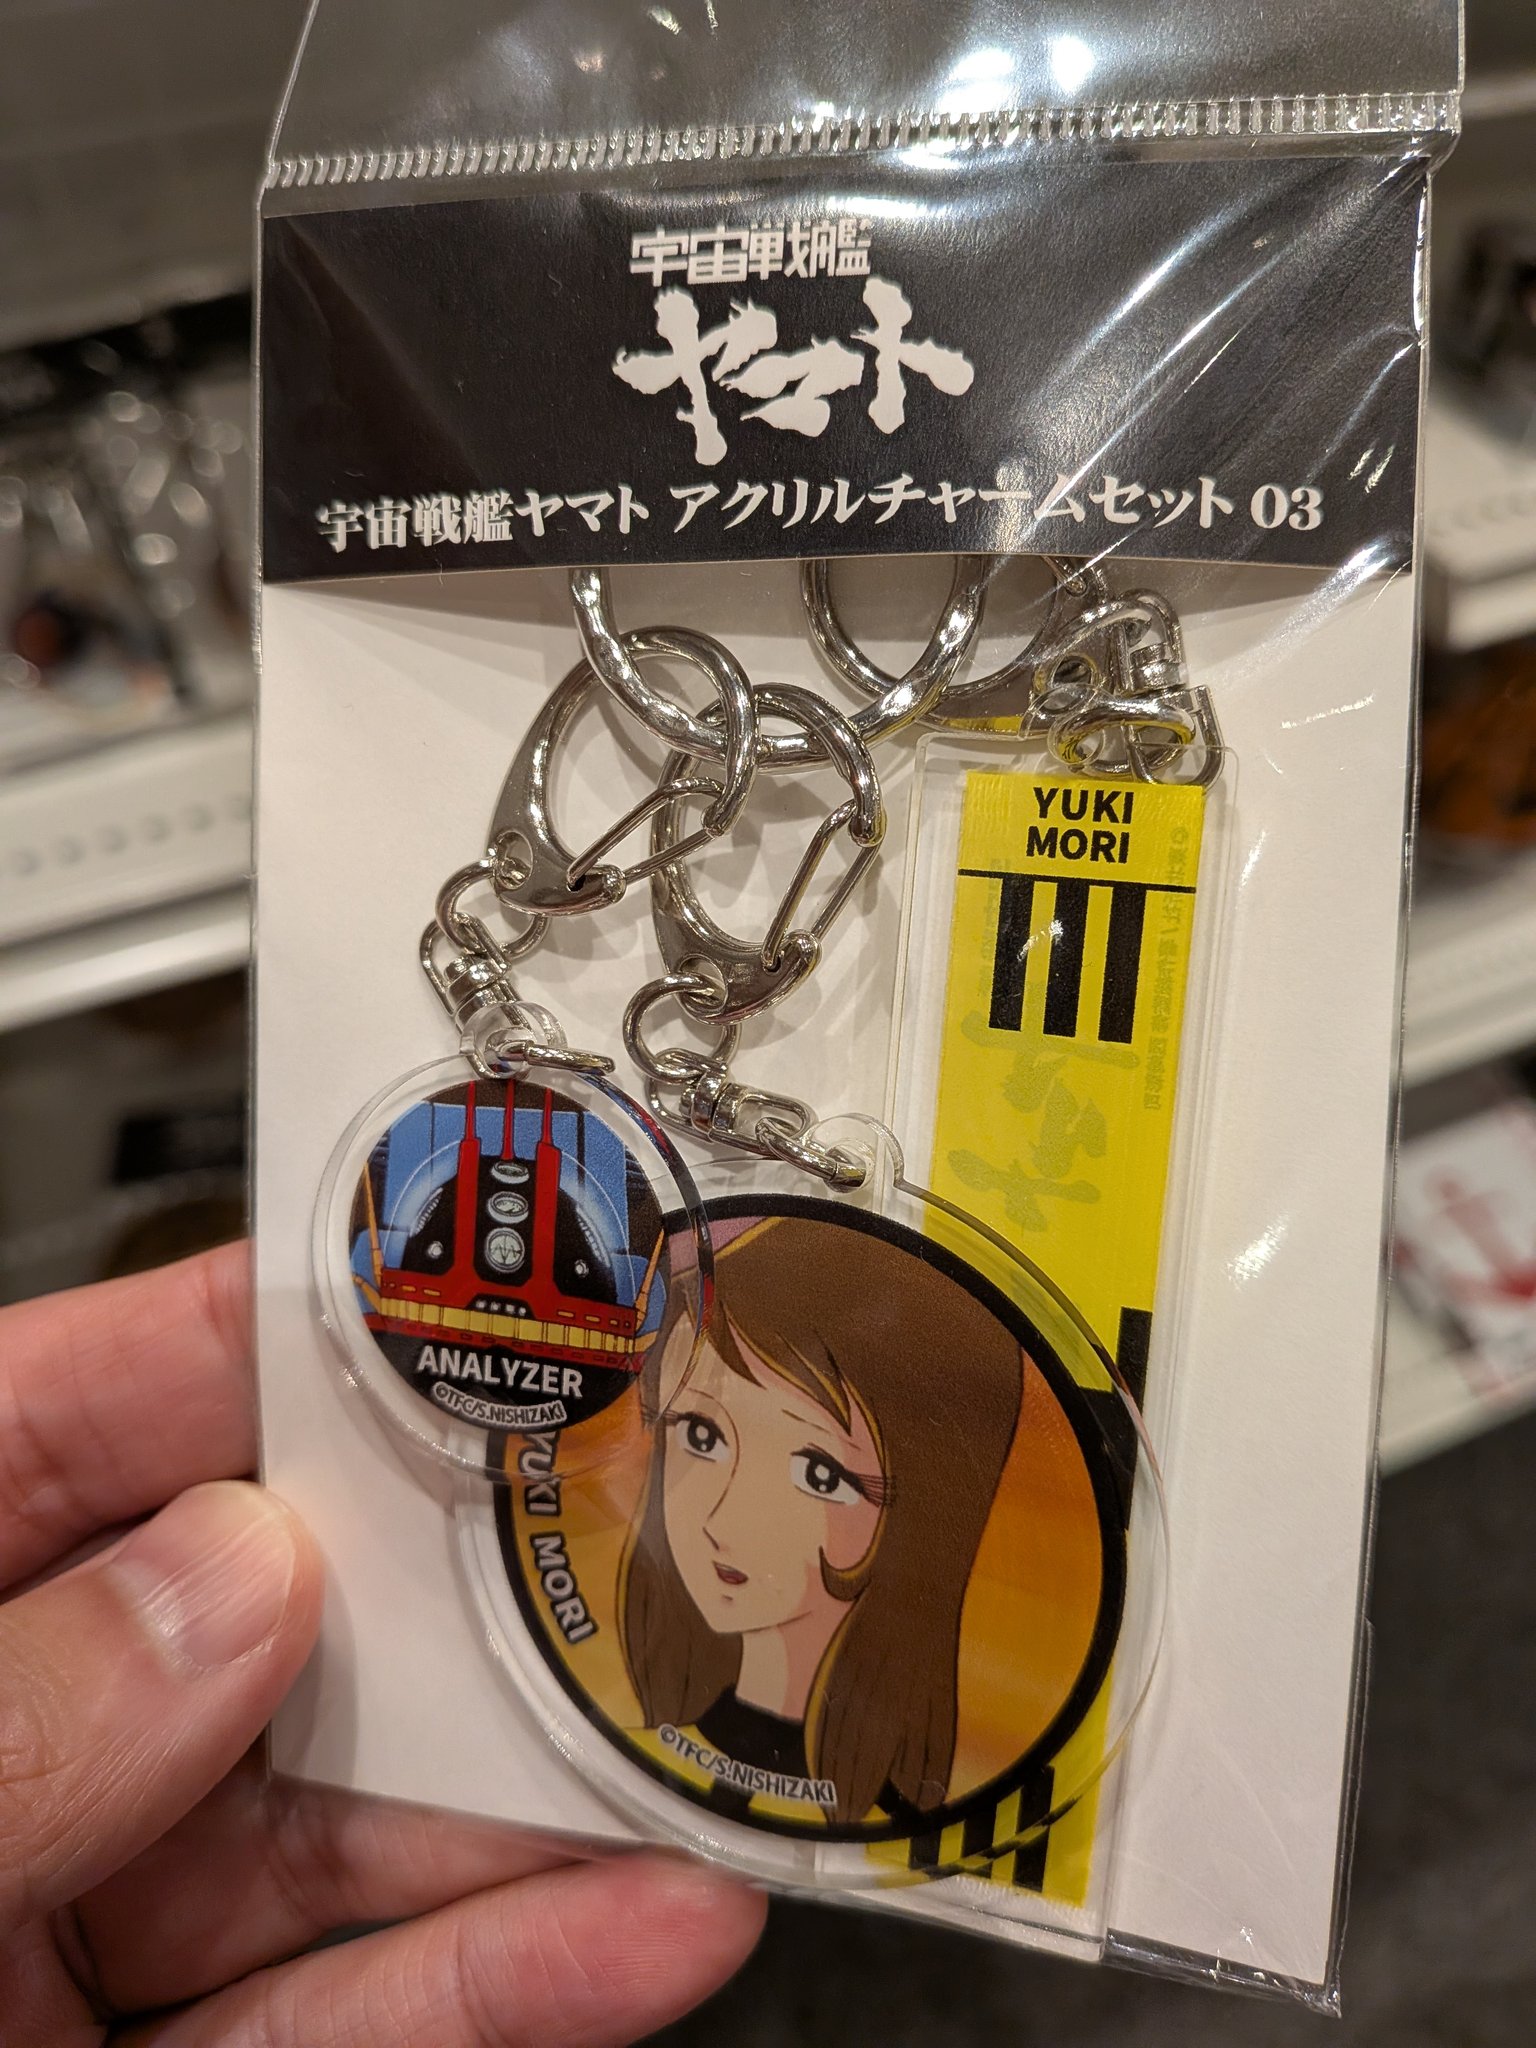 宇宙戦艦
ヤマト
宇宙戦艦ヤマト アクリルチャームセット 03
YUKI
MORI
ANALYZER
©TFC/S.NISHIZAKI
YUKI MORI
©TFC/S.NISHIZAKI